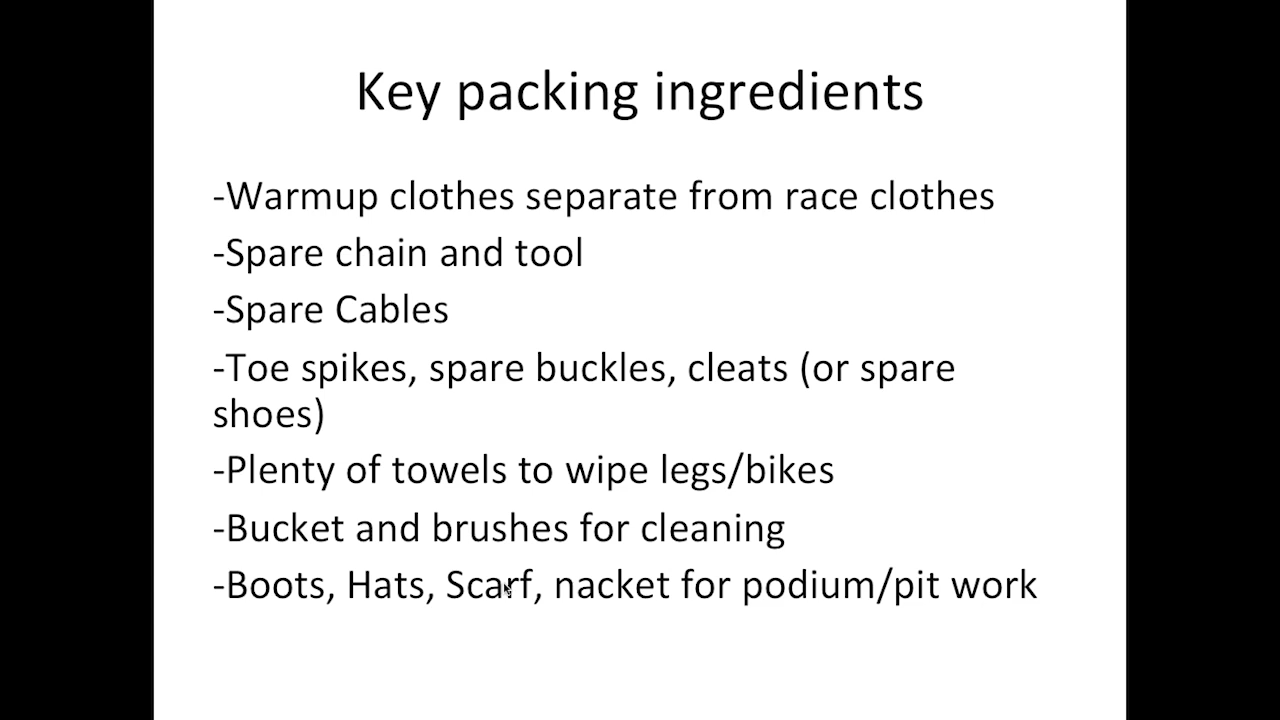 Key packing ingredients
-Warmup clothes separate from race clothes
-Spare chain and tool
-Spare Cables
-Toe spikes, spare buckles, cleats (or spare
shoes)
-Plenty of towels to wipe legs/bikes
-Bucket and brushes for cleaning
-Boots, Hats, Scarf, nacket for podium/pit work